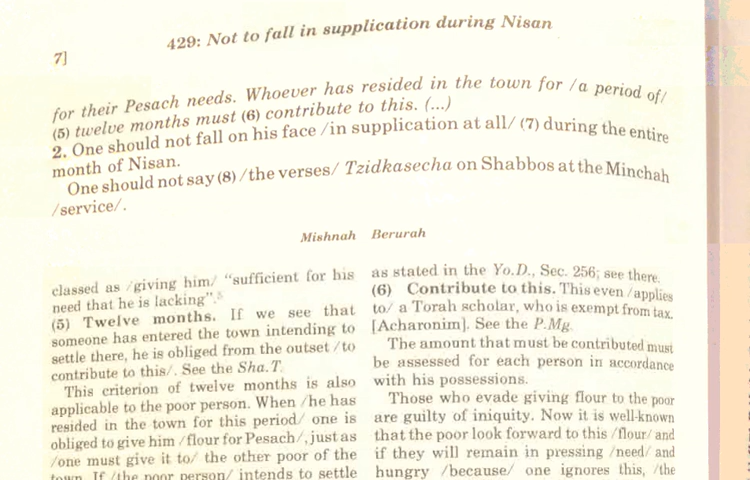 429: Not to fall in supplication during Nisan
7]
for their Pesach needs. Whoever has resided in the town for /a period of/
(5) twelve months must (6) contribute to this. (...)
2. One should not fall on his face /in supplication at all/ (7) during the entire
month of Nisan.
One should not say (8) /the verses/ Tzidkasecha on Shabbos at the Minchah
/service/.
Mishnah Berurah
classed as /giving him/ "sufficient for his
need that he is lacking".
(5) Twelve months. If we see that
someone has entered the town intending to
settle there, he is obliged from the outset /to
contribute to this/. See the Sha.T.
This criterion of twelve months is also
applicable to the poor person. When /he has
resided in the town for this period/ one is
obliged to give him /flour for Pesach/, just as
/one must give it to/ the other poor of the
town. If /the poor person/ intends to settle
as stated in the Yo.D., Sec. 256; see there.
(6) Contribute to this. This even /applies
to/ a Torah scholar, who is exempt from tax.
[Acharonim]. See the P.Mg.
The amount that must be contributed must
be assessed for each person in accordance
with his possessions.
Those who evade giving flour to the poor
are guilty of iniquity. Now it is well-known
that the poor look forward to this /flour/ and
if they will remain in pressing /need/ and
hungry /because/ one ignores this, /the